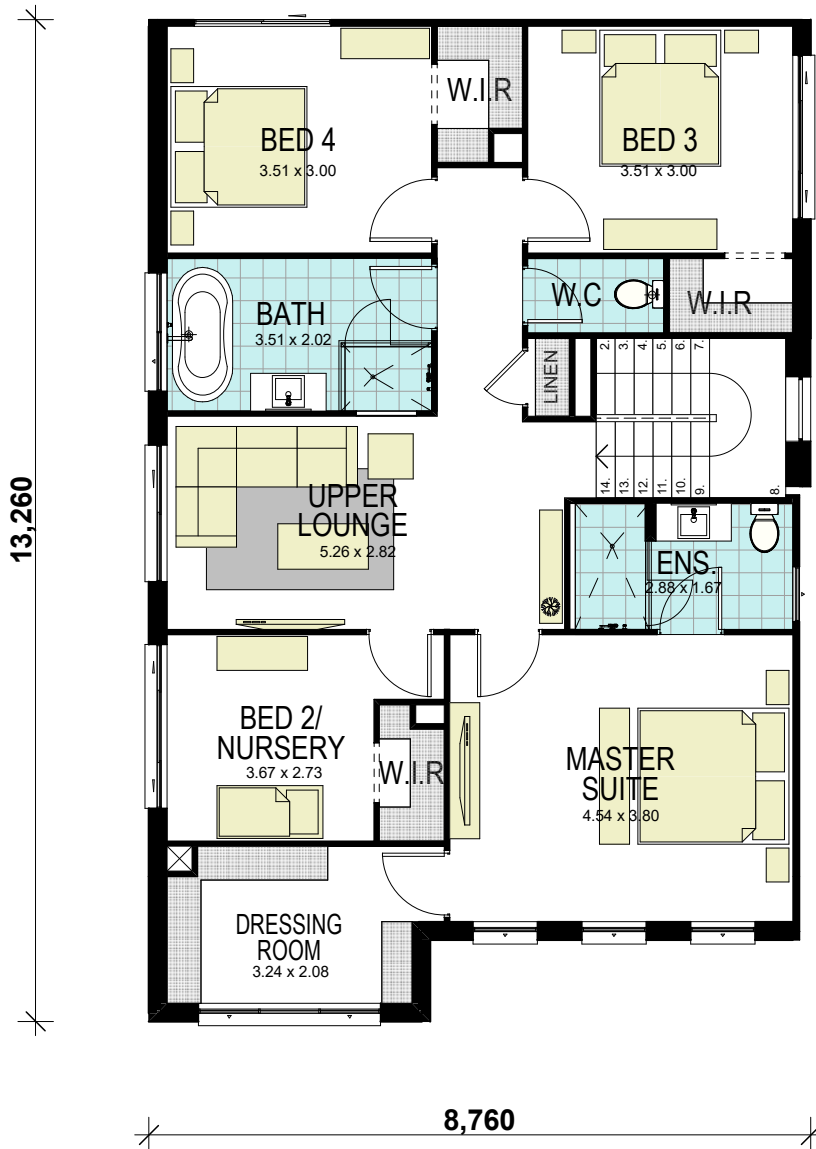 W.I.R
BED 4
3.51 x 3.00
BED 3
3.51 x 3.00
BATH
3.51 x 2.02
W.C
W.I.R
LINEN
2. 3. 4. 5. 6. 7.
14. 13. 12. 11. 10. 9. 8.
UPPER
LOUNGE
5.26 x 2.82
ENS.
2.88 x 1.67
13,260
BED 2/
NURSERY
3.67 x 2.73
W.I.R
MASTER
SUITE
4.54 x 3.80
DRESSING
ROOM
3.24 x 2.08
8,760